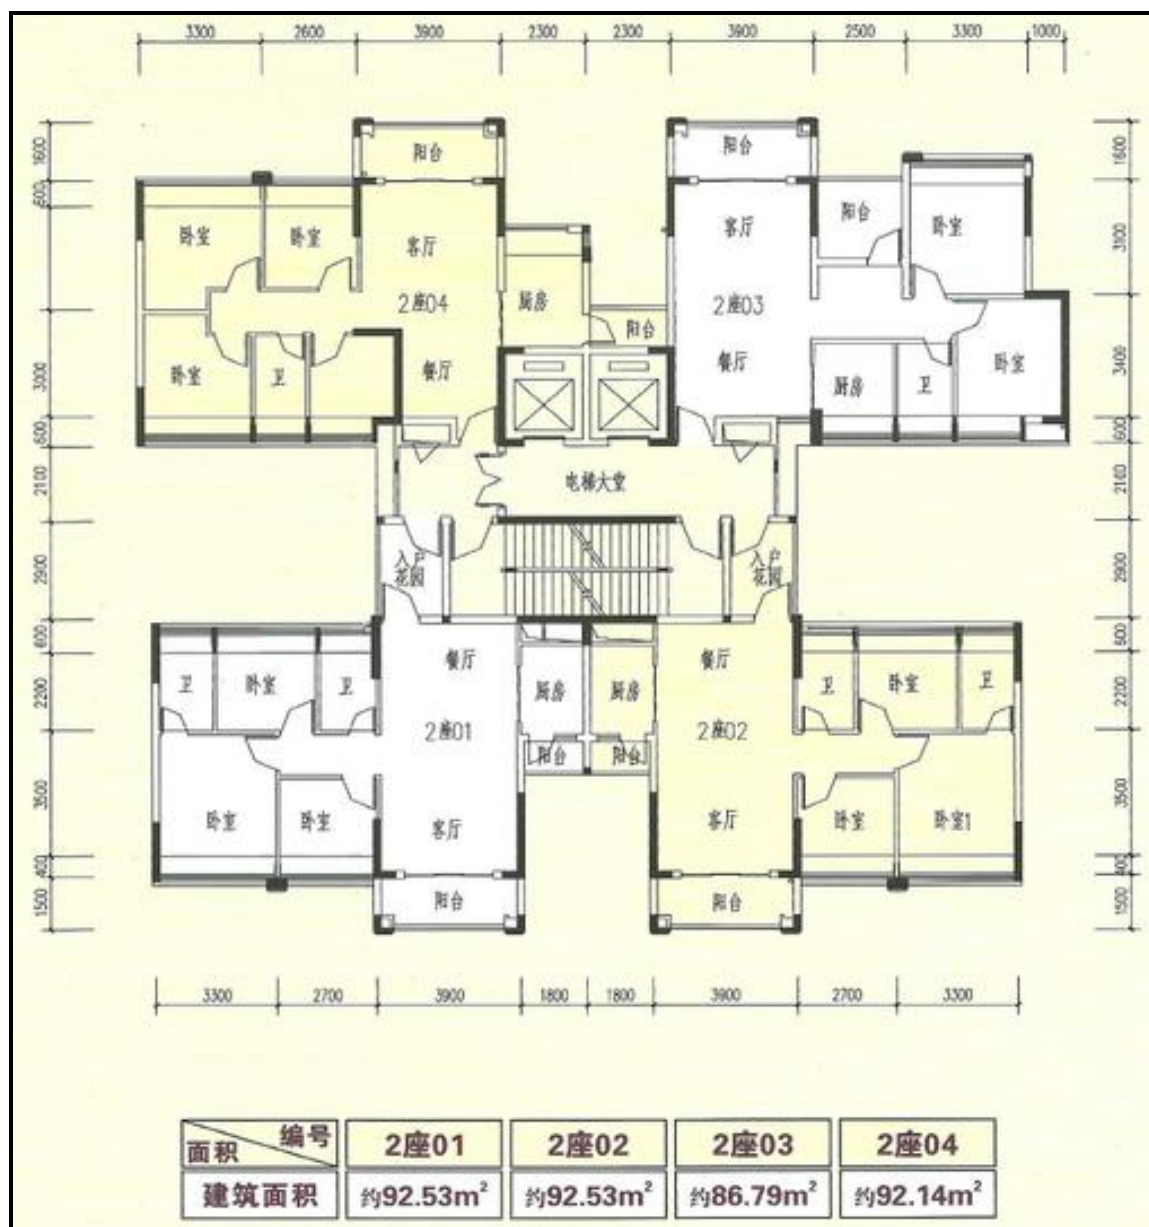 3300 2600 3900 2300 2300 3900 2500 3300 1000
1600 600 3000 600 2100 2900 600 2200 3500 400 1500
1600 3100 3400 600 2100 2900 600 2200 3500 400 1500
阳台 阳台
卧室 卧室 客厅 客厅 阳台 卧室
2座04 厨房 阳台 2座03
卧室 卫 餐厅 餐厅 厨房 卫 卧室
电梯大堂
入户
花园
入户
花园
卫 卧室 卫 餐厅 厨房 厨房 餐厅 卫 卧室 卫
2座01 阳台 阳台 2座02
卧室 卧室 客厅 客厅 卧室 卧室1
阳台 阳台
3300 2700 3900 1800 1800 3900 2700 3300
编号 2座01 2座02 2座03 2座04
面积
建筑面积 约92.53m² 约92.53m² 约86.79m² 约92.14m²